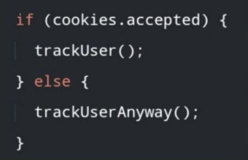 if (cookies.accepted) {
  trackUser();
} else {
  trackUserAnyway();
}